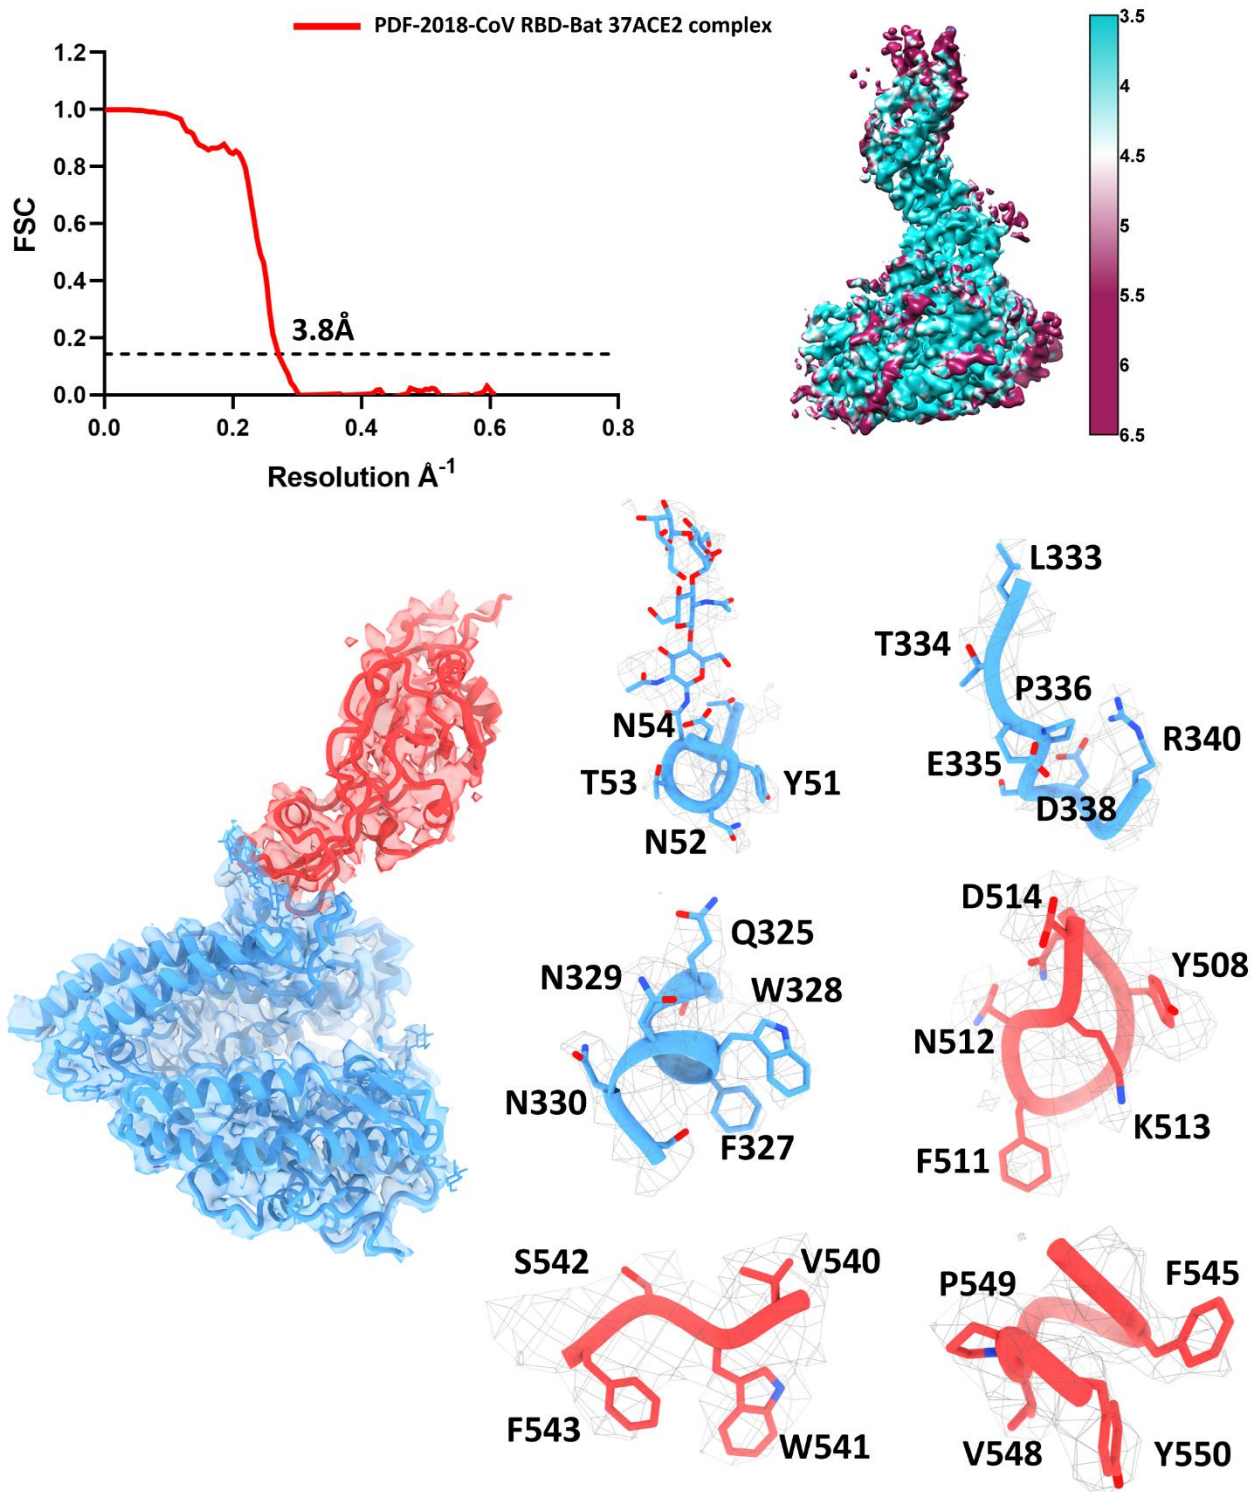 PDF-2018-CoV RBD-Bat 37ACE2 complex
1.2
1.0
0.8
0.6
0.4
0.2
0.0
FSC
3.8Å
0.0 0.2 0.4 0.6 0.8
Resolution Å-1
3.5
4
4.5
5
5.5
6
6.5
N54
T53
Y51
N52
L333
T334
P336
E335
R340
D338
Q325
N329
W328
N330
F327
D514
Y508
N512
K513
F511
S542
V540
F543
W541
P549
F545
V548
Y550